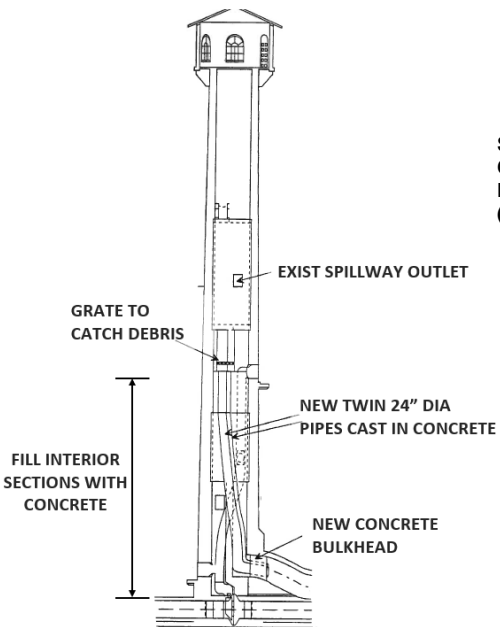 EXIST SPILLWAY OUTLET
GRATE TO
CATCH DEBRIS
NEW TWIN 24” DIA
PIPES CAST IN CONCRETE
FILL INTERIOR
SECTIONS WITH
CONCRETE
NEW CONCRETE
BULKHEAD